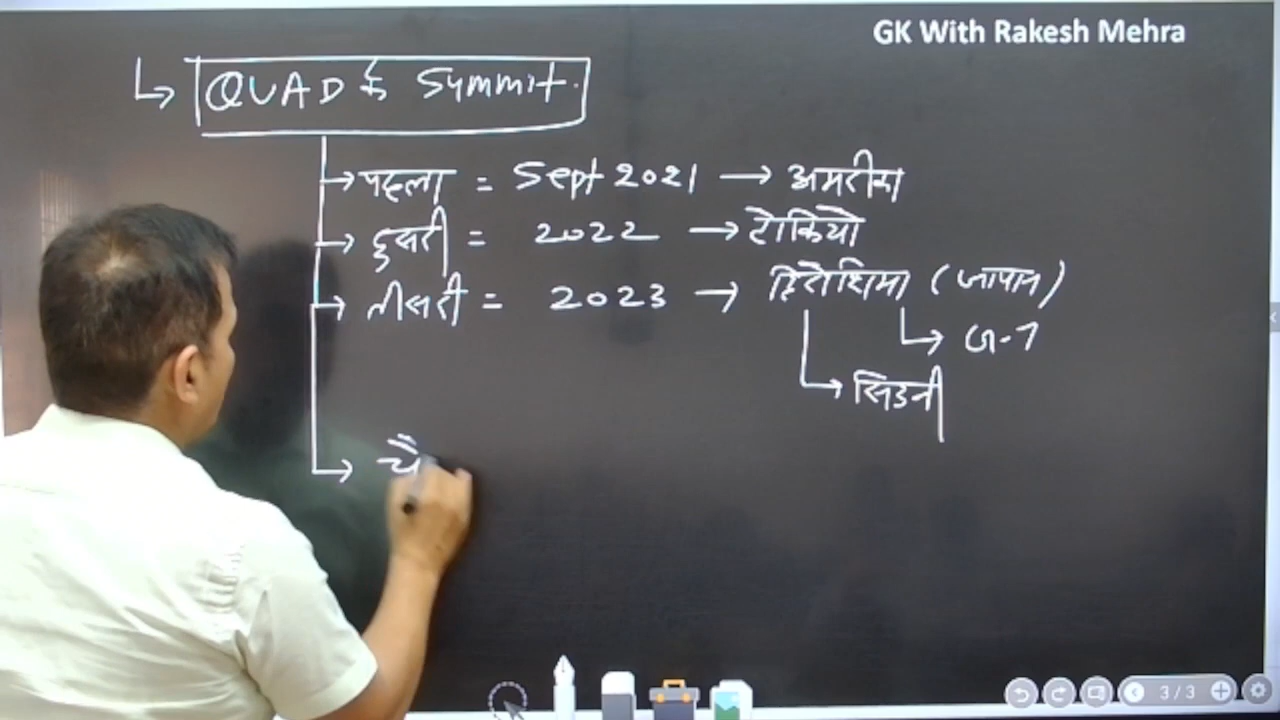 GK With Rakesh Mehra
QUAD के Summit.
पहला = Sept 2021 → अमरीका
दुसरी = 2022 → टोकियो
तीसरी = 2023 → हिरोशिमा (जापान)
G-7
सिडनी
चौ
3/3